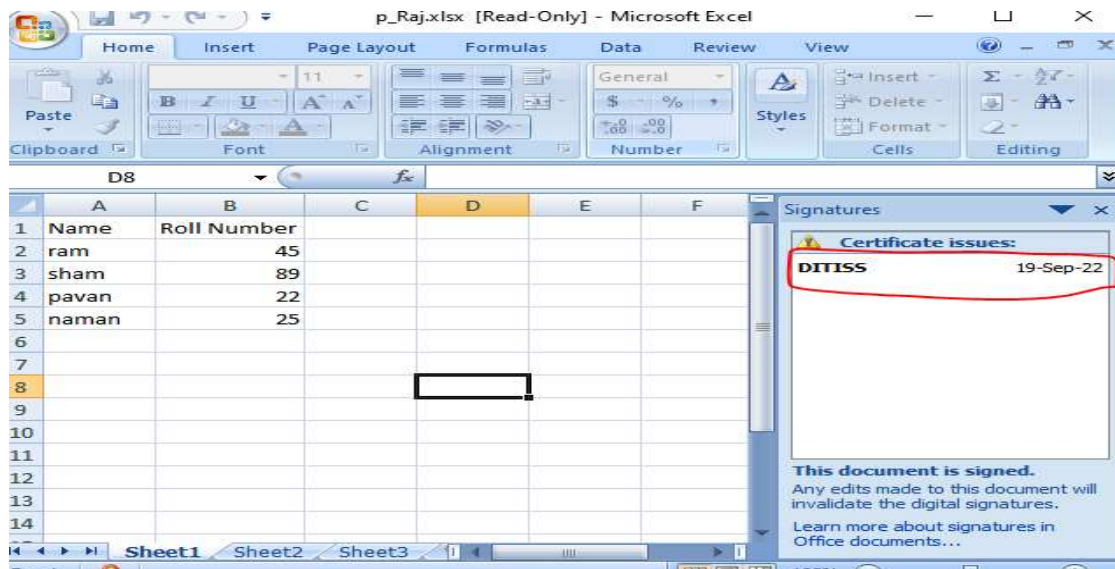 p_Raj.xlsx [Read-Only] - Microsoft Excel
Home Insert Page Layout Formulas Data Review View
11 General Insert
B I U A A $ % , Delete
Paste Styles Format
Clipboard Font Alignment Number Cells Editing
D8 fx
A B C D E F
1 Name Roll Number
2 ram 45
3 sham 89
4 pavan 22
5 naman 25
6
7
8
9
10
11
12
13
14
Sheet1 Sheet2 Sheet3
Signatures
Certificate issues:
DITISS 19-Sep-22
This document is signed.
Any edits made to this document will
invalidate the digital signatures.
Learn more about signatures in
Office documents...